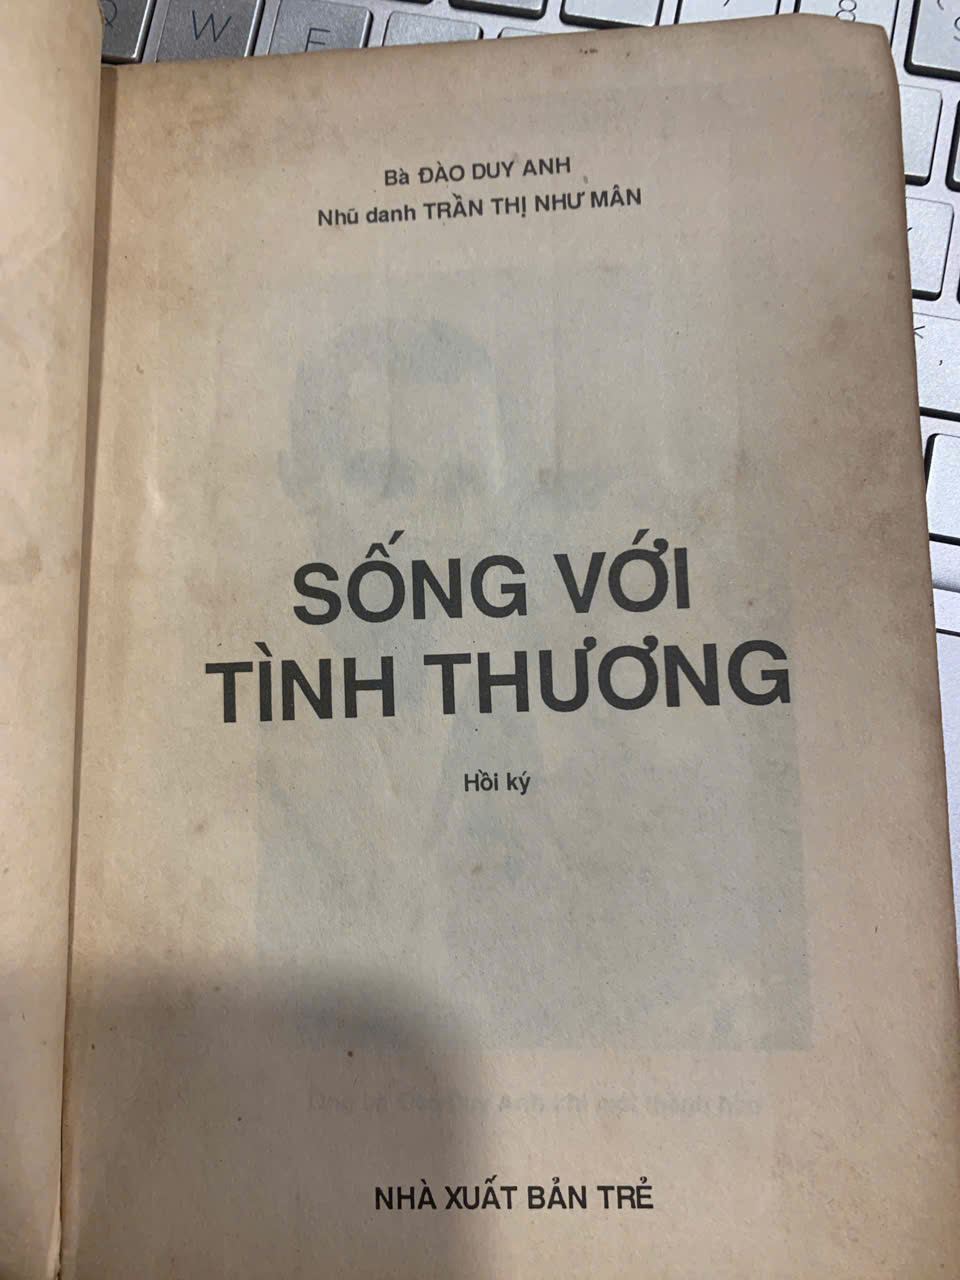 Bà ĐÀO DUY ANH
Nhũ danh TRẦN THỊ NHƯ MÂN
SỐNG VỚI
TÌNH THƯƠNG
Hồi ký
NHÀ XUẤT BẢN TRẺ
W
E
8